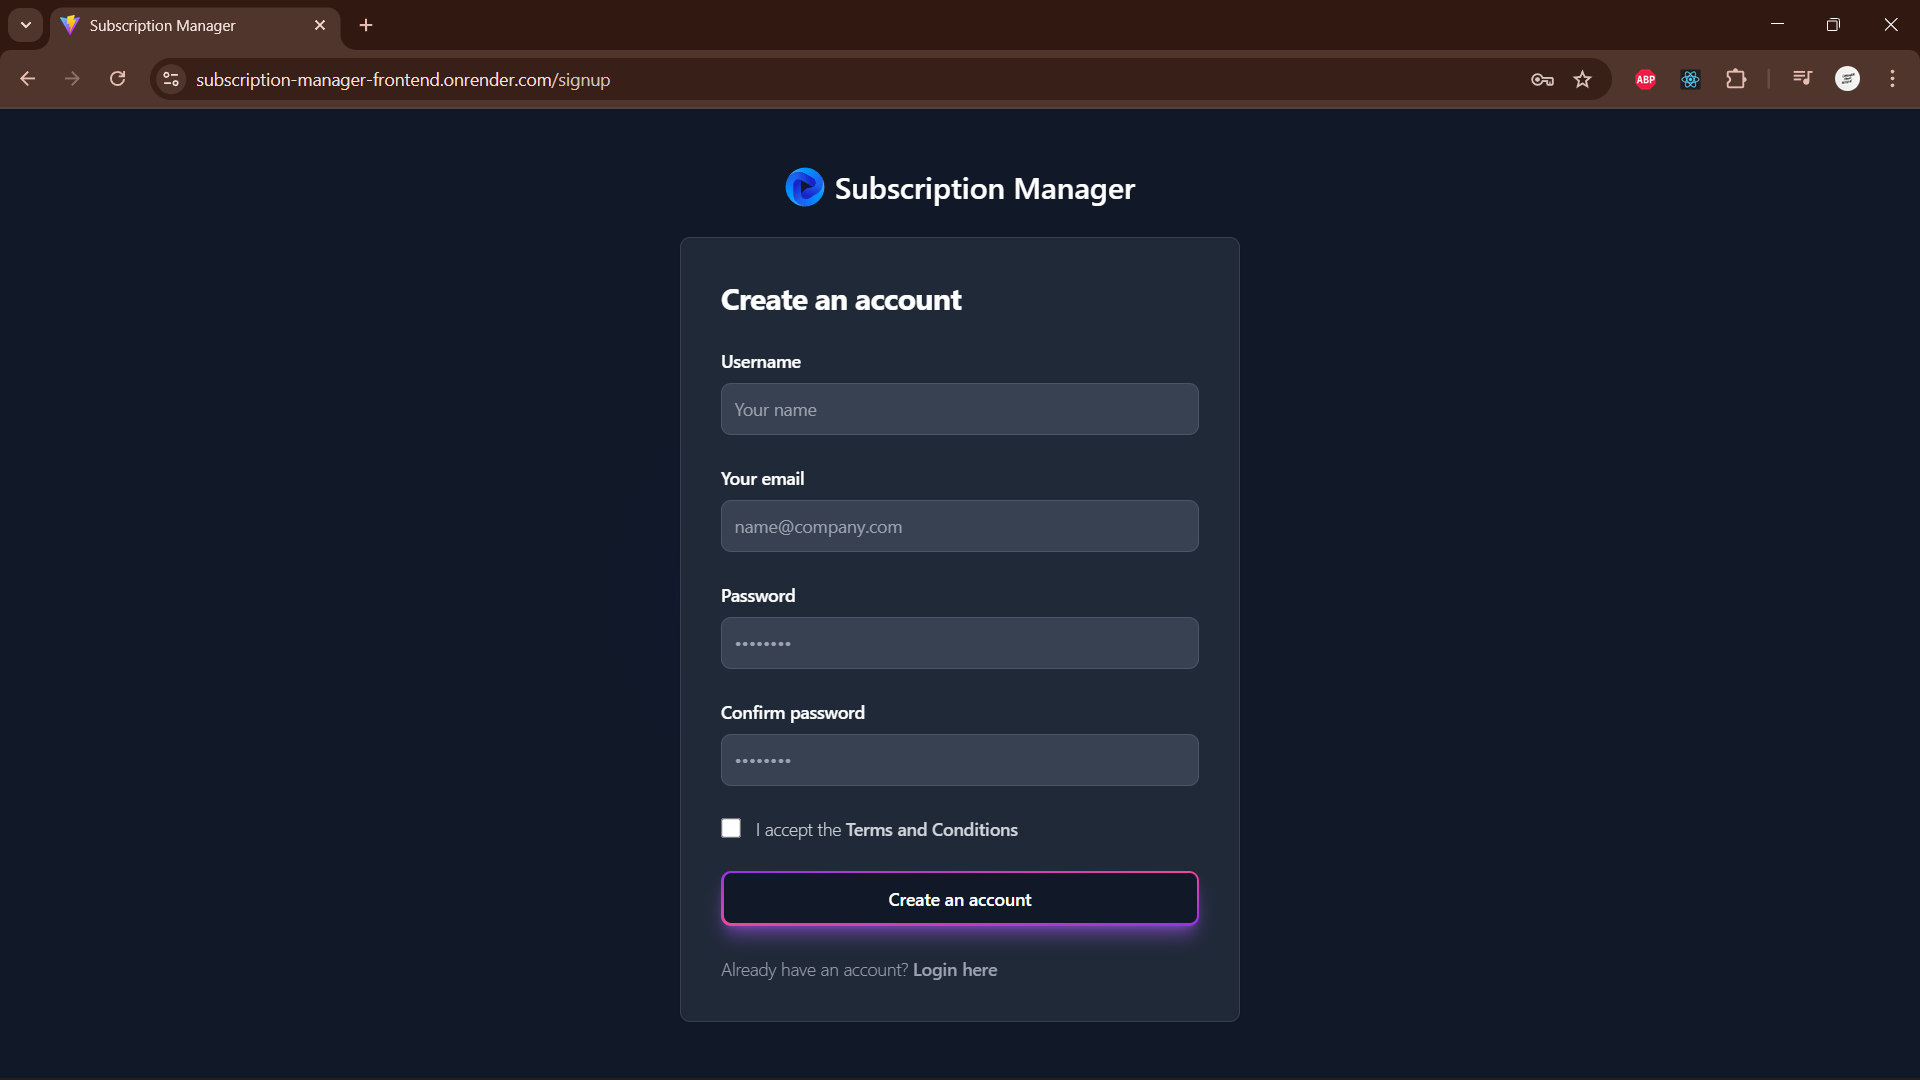 Subscription Manager
subscription-manager-frontend.onrender.com/signup
ABP
Subscription Manager
Create an account
Username
Your name
Your email
name@company.com
Password
••••••••
Confirm password
••••••••
I accept the Terms and Conditions
Create an account
Already have an account? Login here